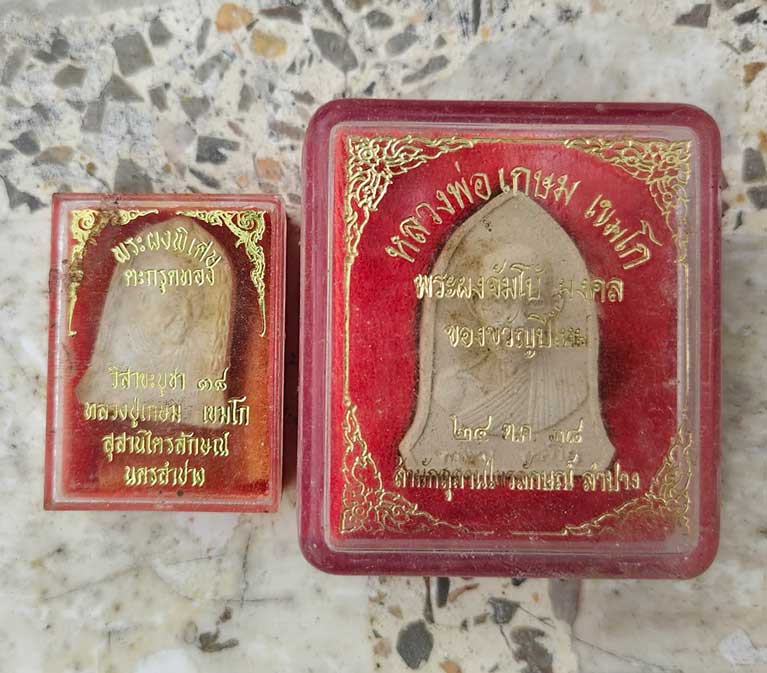 พระผงพิเศษ
ตะกรุดทอง
วิสาขะบูชา ๓๘
หลวงปู่เกษม เขมโก
สุสานไตรลักษณ์
นครลำปาง
หลวงพ่อ เกษม เขมโก
พระผงจัมโบ้ มงคล
ของขวัญปีใหม่
๒๘ ต.ค. ๓๘
สำนักสุสานไตรลักษณ์ ลำปาง